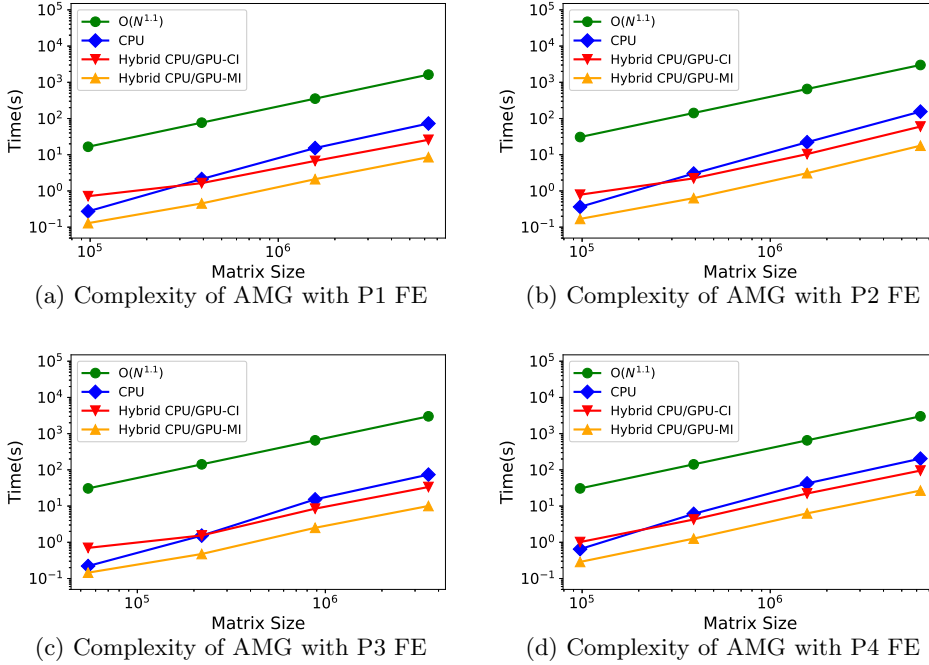 O(N^1.1)
CPU
Hybrid CPU/GPU-CI
Hybrid CPU/GPU-MI
10^5
10^4
10^3
10^2
10^1
10^0
10^-1
Time(s)
10^5
10^6
Matrix Size
(a) Complexity of AMG with P1 FE
O(N^1.1)
CPU
Hybrid CPU/GPU-CI
Hybrid CPU/GPU-MI
10^5
10^4
10^3
10^2
10^1
10^0
10^-1
Time(s)
10^5
10^6
Matrix Size
(b) Complexity of AMG with P2 FE
O(N^1.1)
CPU
Hybrid CPU/GPU-CI
Hybrid CPU/GPU-MI
10^5
10^4
10^3
10^2
10^1
10^0
10^-1
Time(s)
10^5
10^6
Matrix Size
(c) Complexity of AMG with P3 FE
O(N^1.1)
CPU
Hybrid CPU/GPU-CI
Hybrid CPU/GPU-MI
10^5
10^4
10^3
10^2
10^1
10^0
10^-1
Time(s)
10^5
10^6
Matrix Size
(d) Complexity of AMG with P4 FE